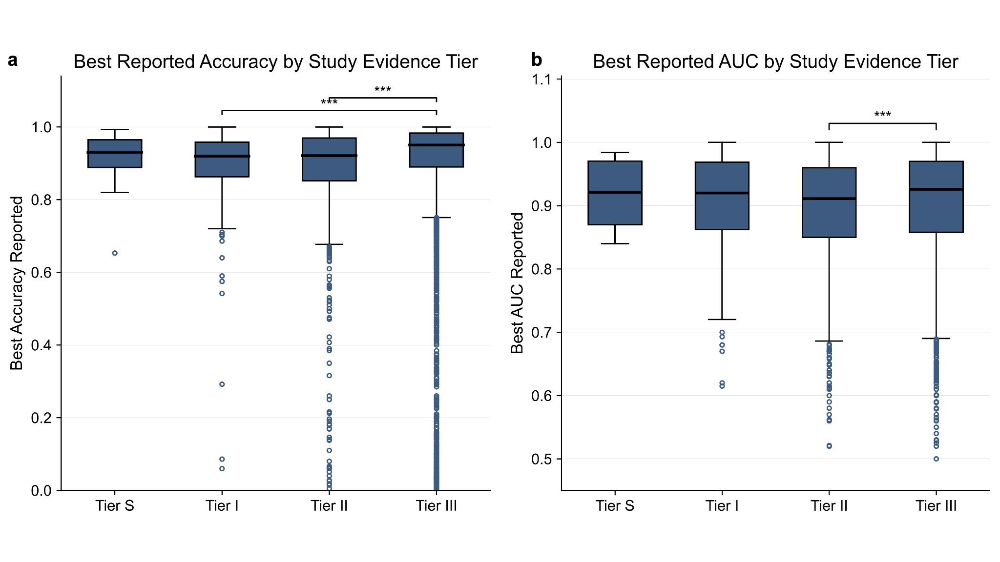 a
Best Reported Accuracy by Study Evidence Tier
***
***
Best Accuracy Reported
1.0
0.8
0.6
0.4
0.2
0.0
Tier S
Tier I
Tier II
Tier III
b
Best Reported AUC by Study Evidence Tier
***
Best AUC Reported
1.1
1.0
0.9
0.8
0.7
0.6
0.5
Tier S
Tier I
Tier II
Tier III